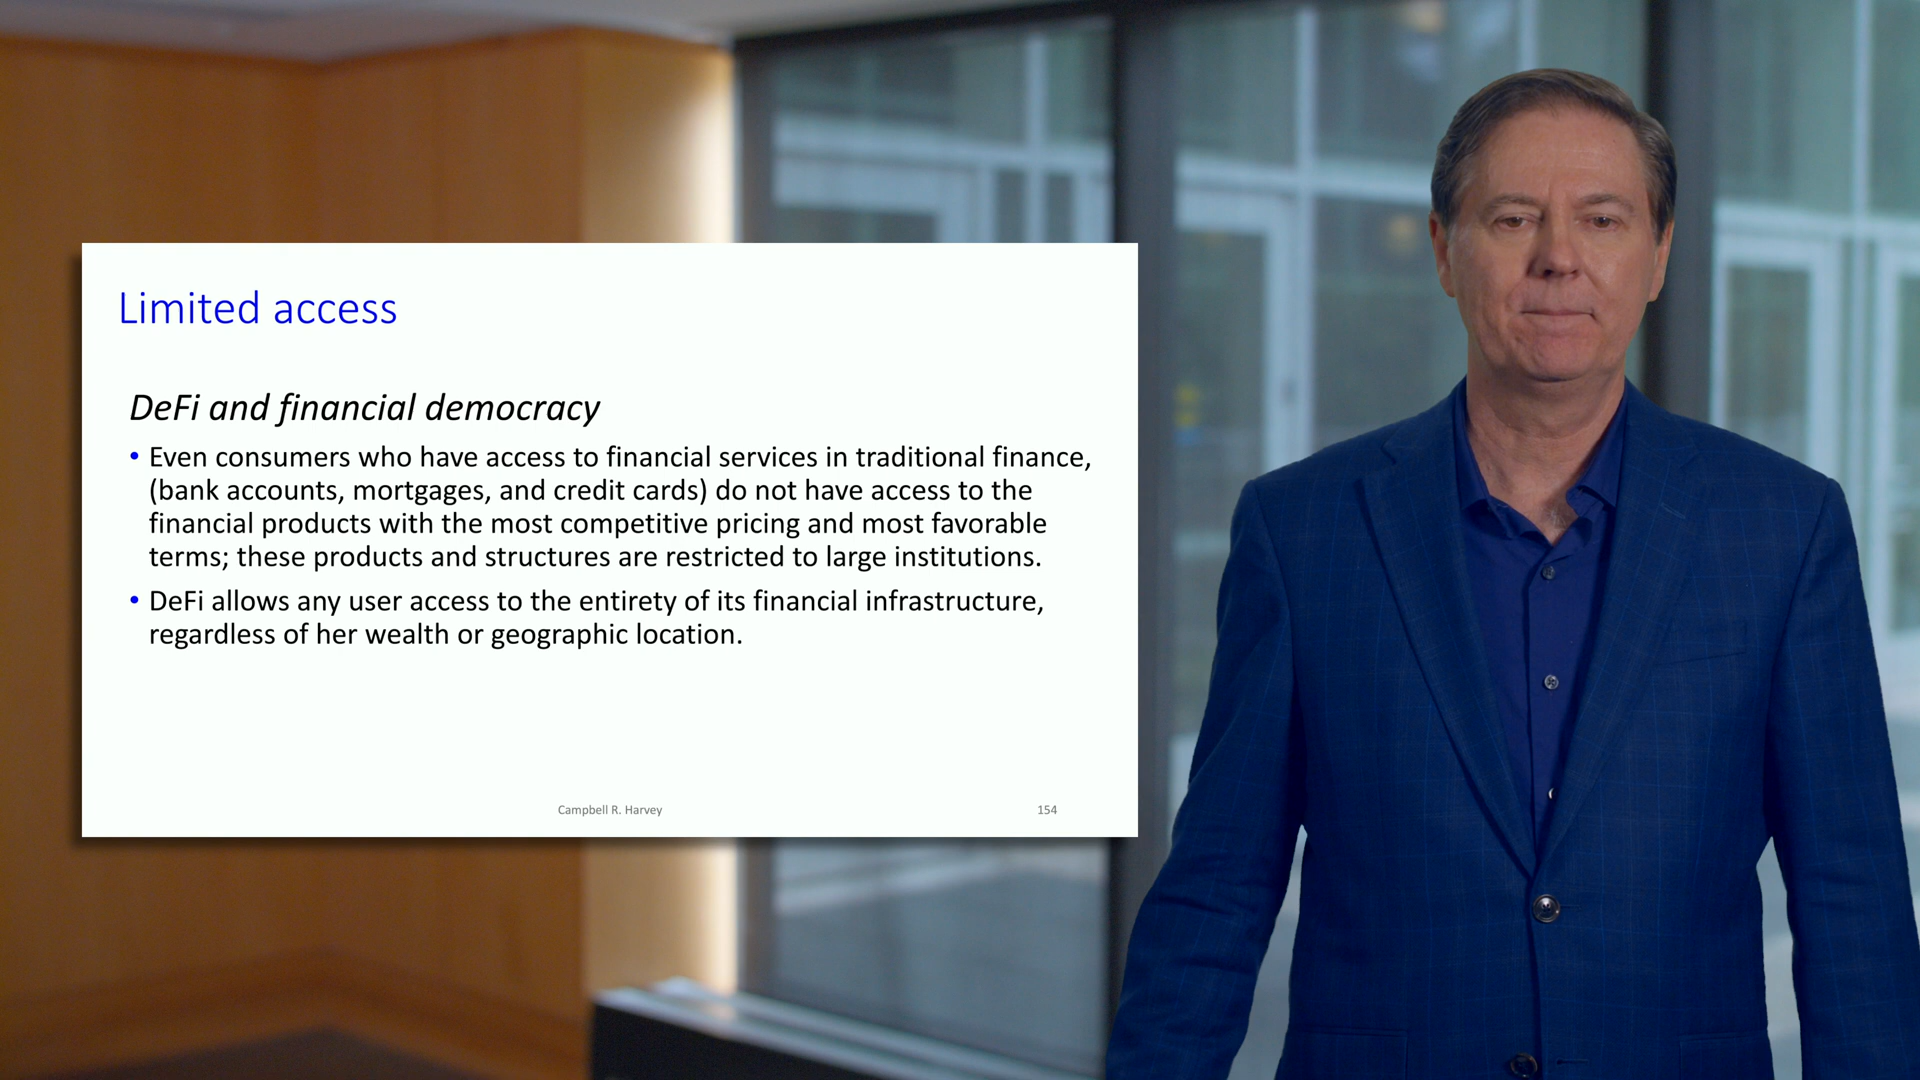 Limited access
DeFi and financial democracy
• Even consumers who have access to financial services in traditional finance,
(bank accounts, mortgages, and credit cards) do not have access to the
financial products with the most competitive pricing and most favorable
terms; these products and structures are restricted to large institutions.
• DeFi allows any user access to the entirety of its financial infrastructure,
regardless of her wealth or geographic location.
Campbell R. Harvey
154